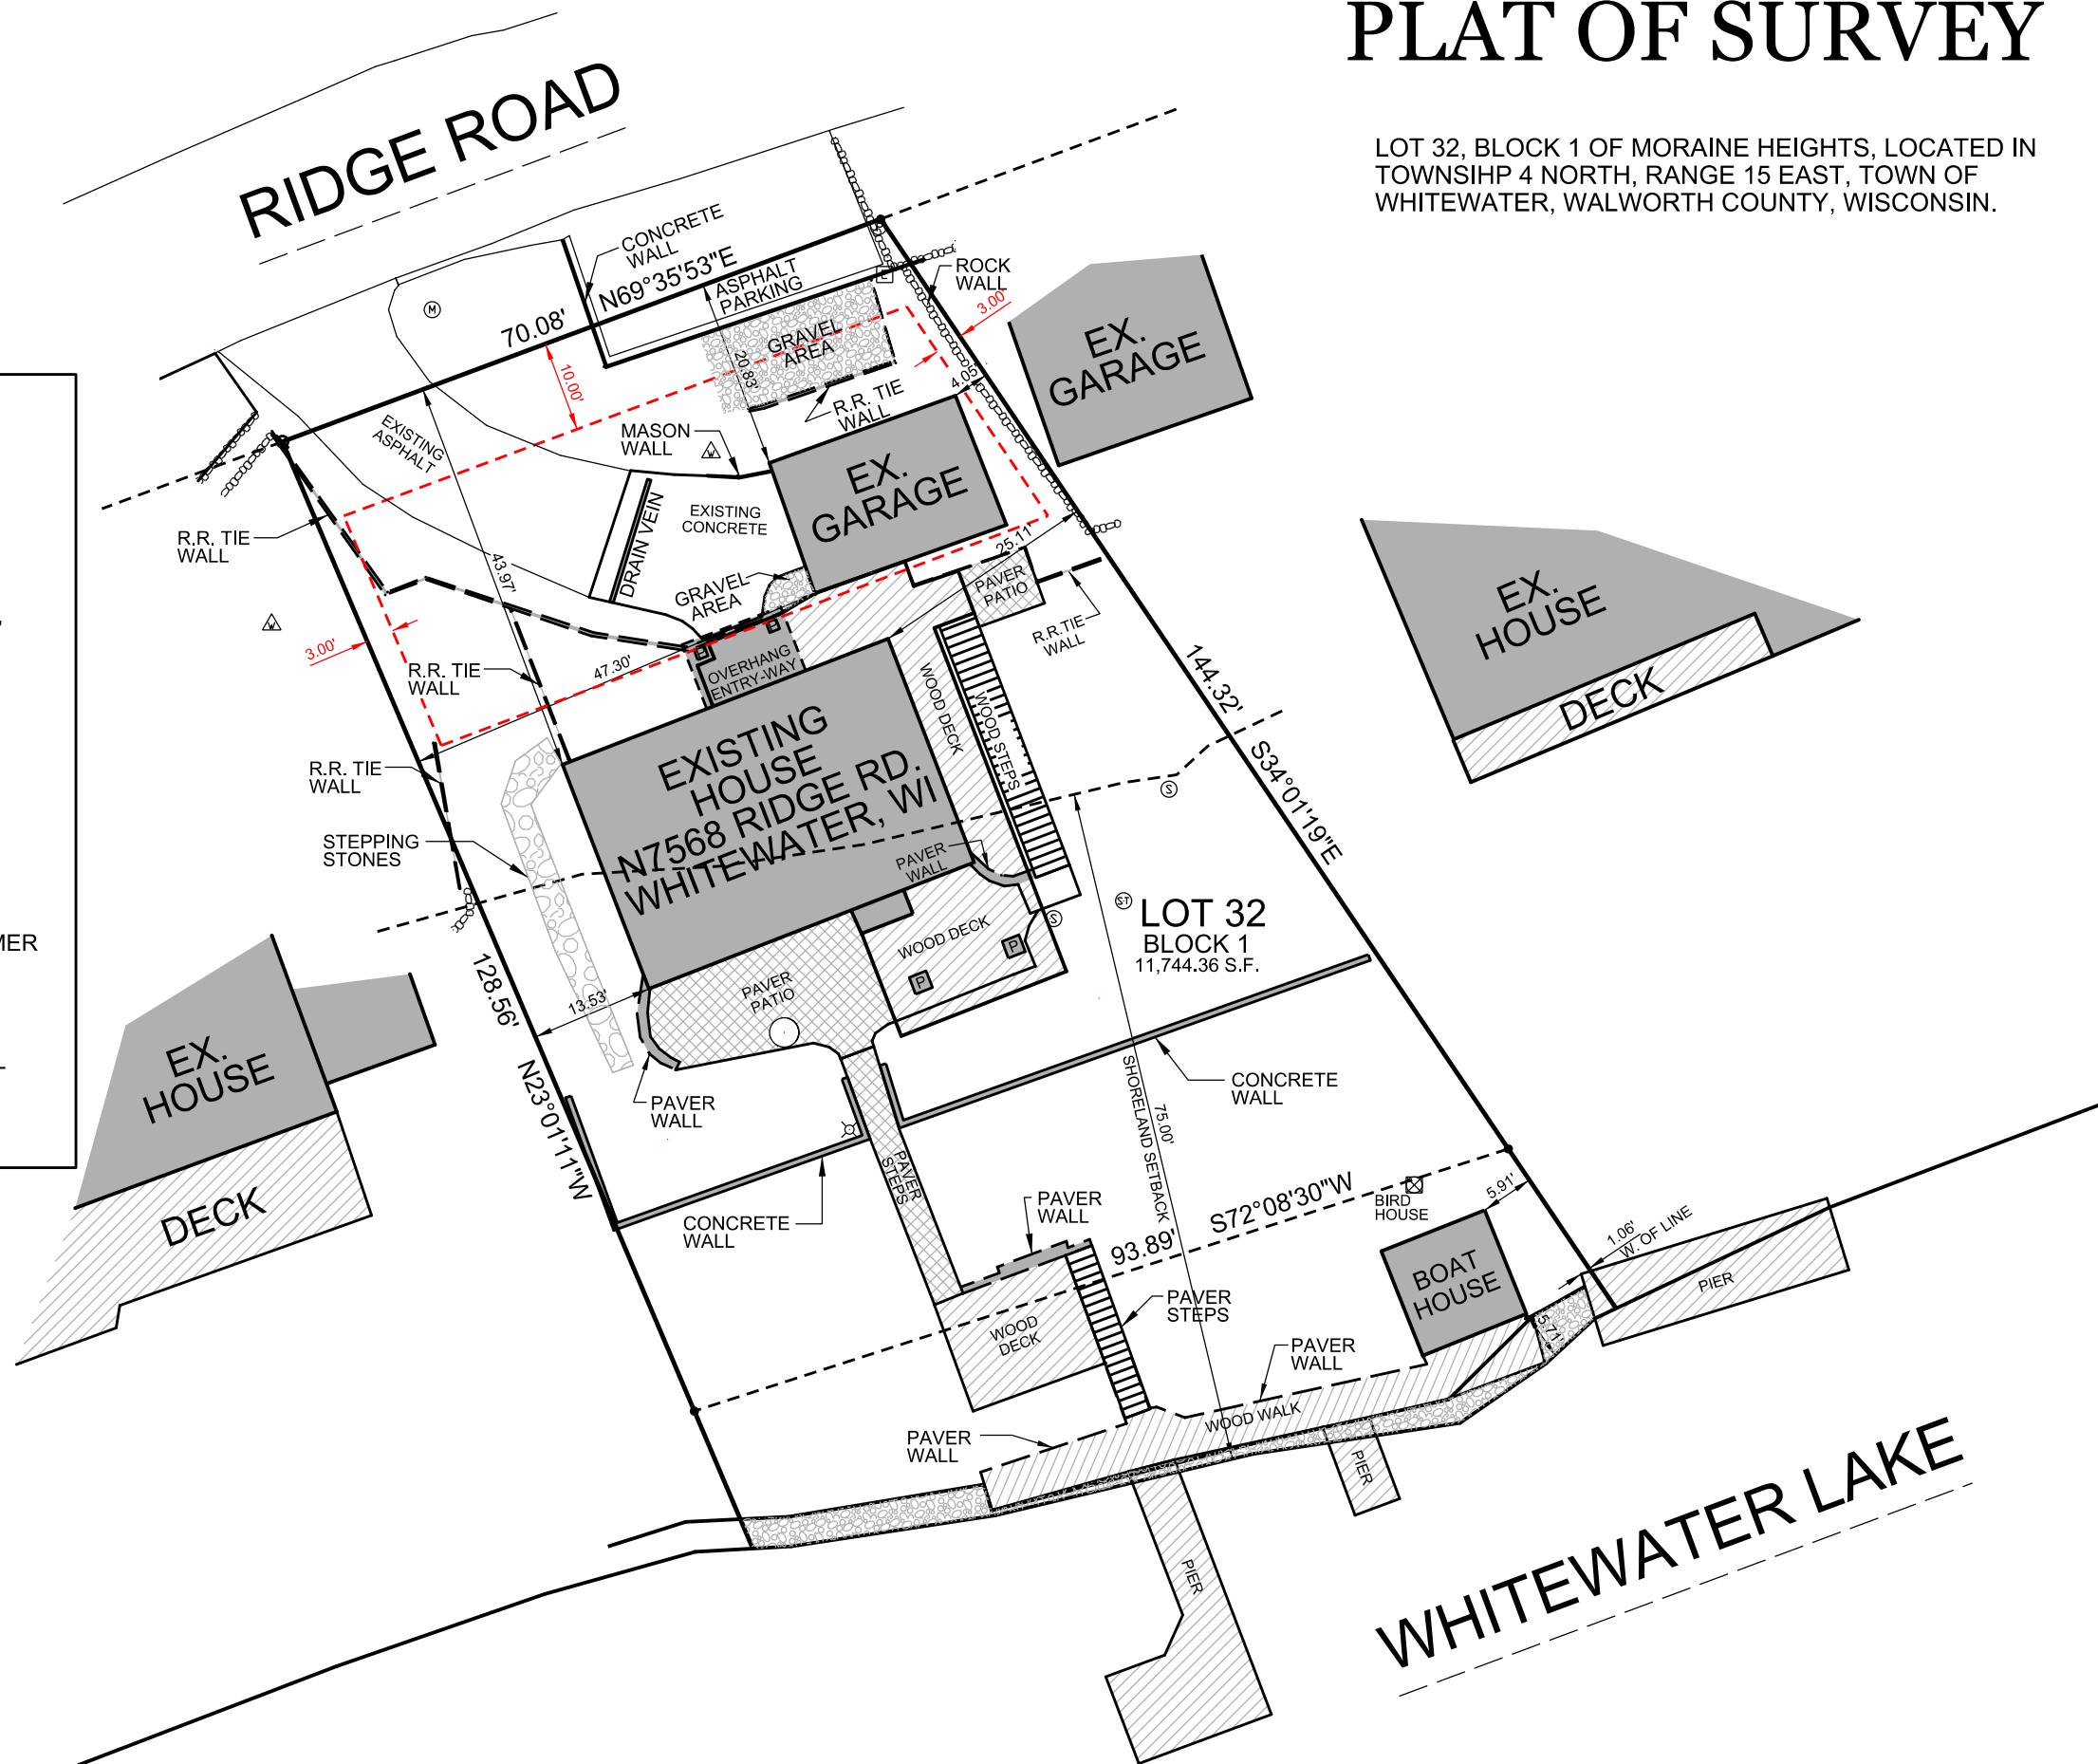 PLAT OF SURVEY
LOT 32, BLOCK 1 OF MORAINE HEIGHTS, LOCATED IN
TOWNSIHP 4 NORTH, RANGE 15 EAST, TOWN OF
WHITEWATER, WALWORTH COUNTY, WISCONSIN.
RIDGE ROAD
CONCRETE
WALL
N69°35'53"E
70.08'
ASPHALT
PARKING
ROCK
WALL
3.00'
E
M
GRAVEL
AREA
20.83'
10.00'
4.05'
R.R. TIE
WALL
EX.
GARAGE
EXISTING
ASPHALT
MASON
WALL
W
EX.
GARAGE
R.R. TIE
WALL
DRAIN VEIN
EXISTING
CONCRETE
43.97'
25.11'
GRAVEL
AREA
PAVER
PATIO
R.R.TIE
WALL
EX.
HOUSE
DECK
W
3.00'
R.R. TIE
WALL
47.30'
P
P
OVERHANG
ENTRY-WAY
WOOD DECK
WOOD STEPS
144.32'
S34°01'19"E
R.R. TIE
WALL
EXISTING
HOUSE
N7568 RIDGE RD.
WHITEWATER, WI
S
STEPPING
STONES
PAVER
WALL
ST
S
LOT 32
BLOCK 1
11,744.36 S.F.
MER
WOOD DECK
P
P
128.56'
N23°01'11"W
13.53'
PAVER
PATIO
EX.
HOUSE
DECK
PAVER
WALL
CONCRETE
WALL
75.00'
SHORELAND SETBACK
PAVER
STEPS
CONCRETE
WALL
PAVER
WALL
93.89'
S72°08'30"W
BIRD
HOUSE
5.91'
1.06'
W. OF LINE
BOAT
HOUSE
PIER
PAVER
STEPS
WOOD
DECK
5.71'
PAVER
WALL
WOOD WALK
PAVER
WALL
PIER
PIER
WHITEWATER LAKE